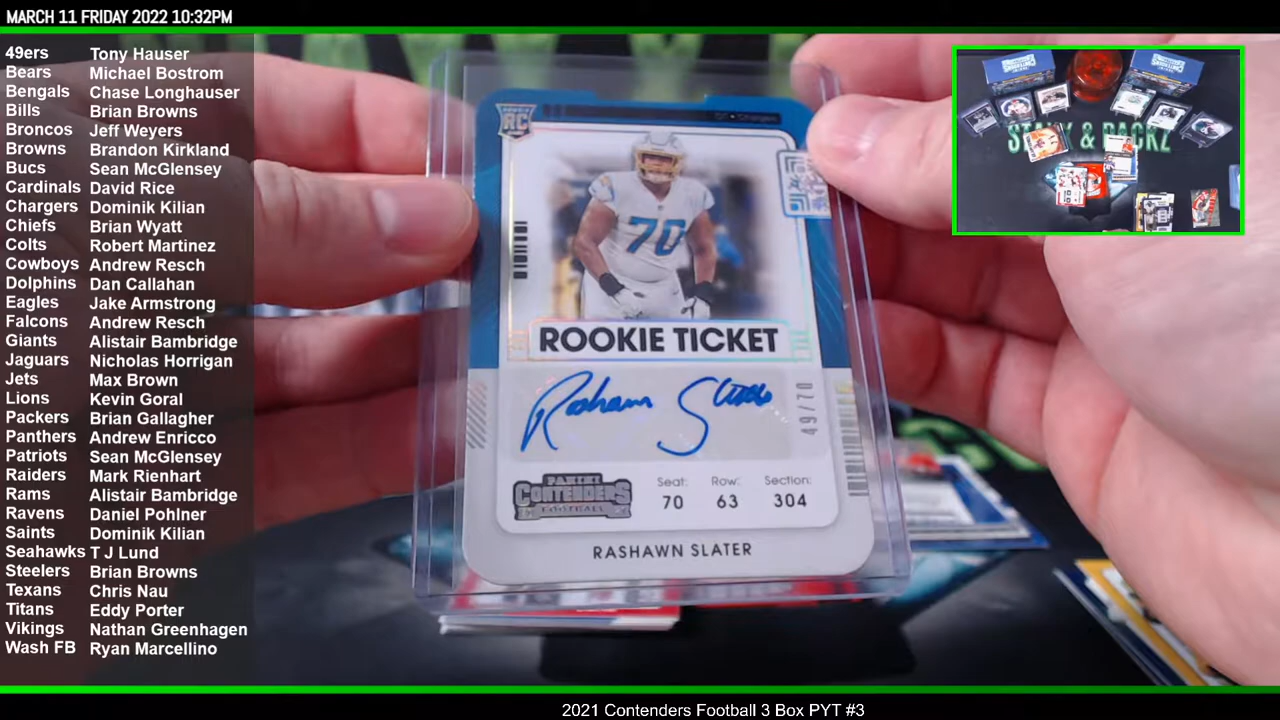 MARCH 11 FRIDAY 2022 10:32PM
49ers Tony Hauser
Bears Michael Bostrom
Bengals Chase Longhauser
Bills Brian Browns
Broncos Jeff Weyers
Browns Brandon Kirkland
Bucs Sean McGlensey
Cardinals David Rice
Chargers Dominik Kilian
Chiefs Brian Wyatt
Colts Robert Martinez
Cowboys Andrew Resch
Dolphins Dan Callahan
Eagles Jake Armstrong
Falcons Andrew Resch
Giants Alistair Bambridge
Jaguars Nicholas Horrigan
Jets Max Brown
Lions Kevin Goral
Packers Brian Gallagher
Panthers Andrew Enricco
Patriots Sean McGlensey
Raiders Mark Rienhart
Rams Alistair Bambridge
Ravens Daniel Pohlner
Saints Dominik Kilian
Seahawks T J Lund
Steelers Brian Browns
Texans Chris Nau
Titans Eddy Porter
Vikings Nathan Greenhagen
Wash FB Ryan Marcellino
RC
Chargers
70
ROOKIE TICKET
Rashawn Slater
49/70
PANINI
CONTENDERS
FOOTBALL
Seat: Row: Section:
70 63 304
RASHAWN SLATER
2021 Contenders Football 3 Box PYT #3